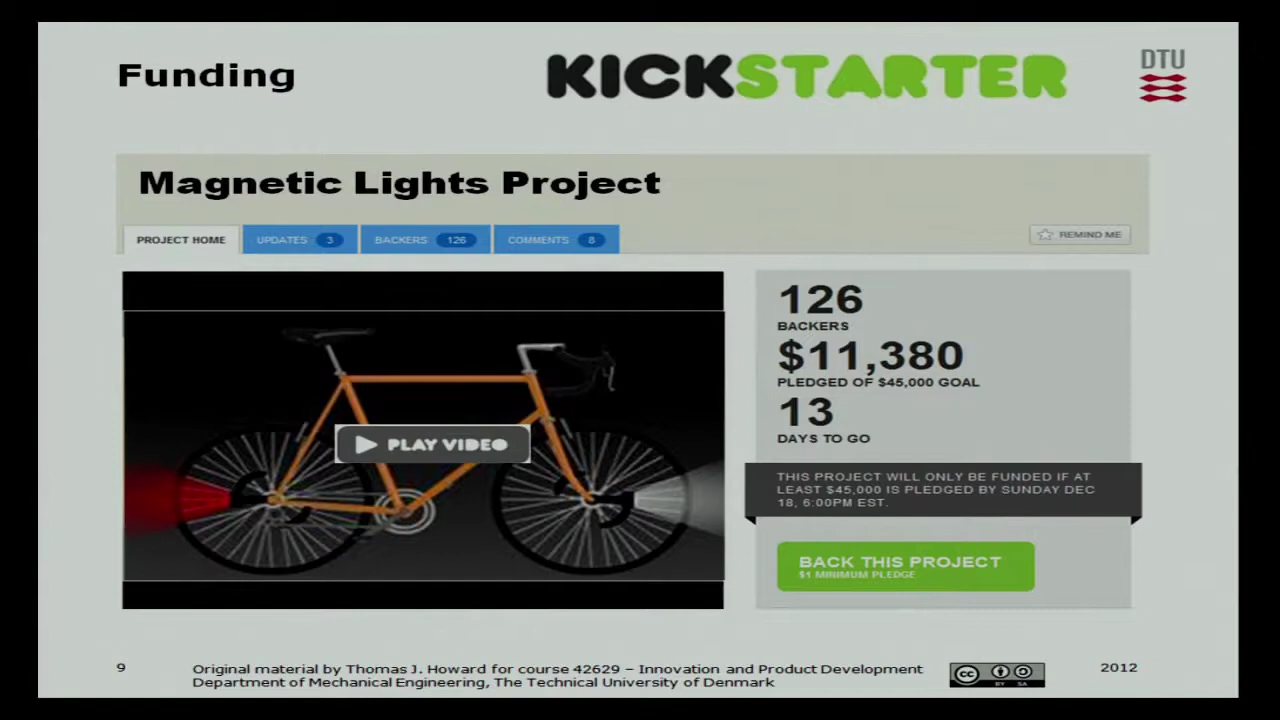 Funding
KICKSTARTER
DTU
Magnetic Lights Project
PROJECT HOME
UPDATES 3
BACKERS 126
COMMENTS 8
REMIND ME
PLAY VIDEO
126
BACKERS
$11,380
PLEDGED OF $45,000 GOAL
13
DAYS TO GO
THIS PROJECT WILL ONLY BE FUNDED IF AT
LEAST $45,000 IS PLEDGED BY SUNDAY DEC
18, 6:00PM EST.
BACK THIS PROJECT
$1 MINIMUM PLEDGE
9
Original material by Thomas J. Howard for course 42629 – Innovation and Product Development
Department of Mechanical Engineering, The Technical University of Denmark
cc
BY SA
2012